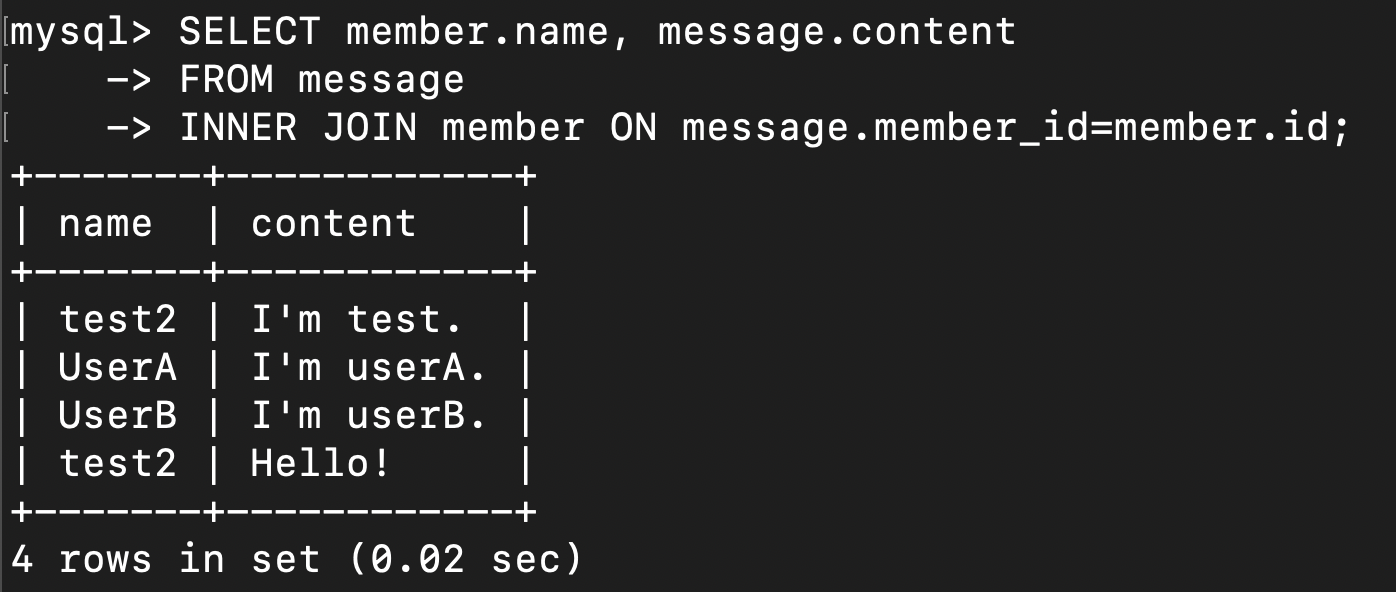 mysql> SELECT member.name, message.content
    -> FROM message
    -> INNER JOIN member ON message.member_id=member.id;
+-------+------------+
| name  | content    |
+-------+------------+
| test2 | I'm test.  |
| UserA | I'm userA. |
| UserB | I'm userB. |
| test2 | Hello!     |
+-------+------------+
4 rows in set (0.02 sec)